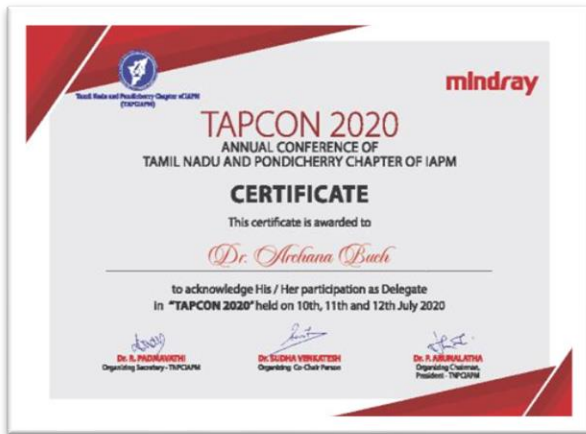 Tamil Nadu and Pondicherry Chapter of IAPM
(TNPCIAPM)
mindray
TAPCON 2020
ANNUAL CONFERENCE OF
TAMIL NADU AND PONDICHERRY CHAPTER OF IAPM
CERTIFICATE
This certificate is awarded to
Dr. Archana Buch
to acknowledge His / Her participation as Delegate
in "TAPCON 2020" held on 10th, 11th and 12th July 2020
Dr. R. PADMAVATHI
Organizing Secretary - TNPCIAPM
Dr. SUDHA VENKATESH
Organizing Co-Chair Person
Dr. P. ARUNALATHA
Organizing Chairman,
President - TNPCIAPM